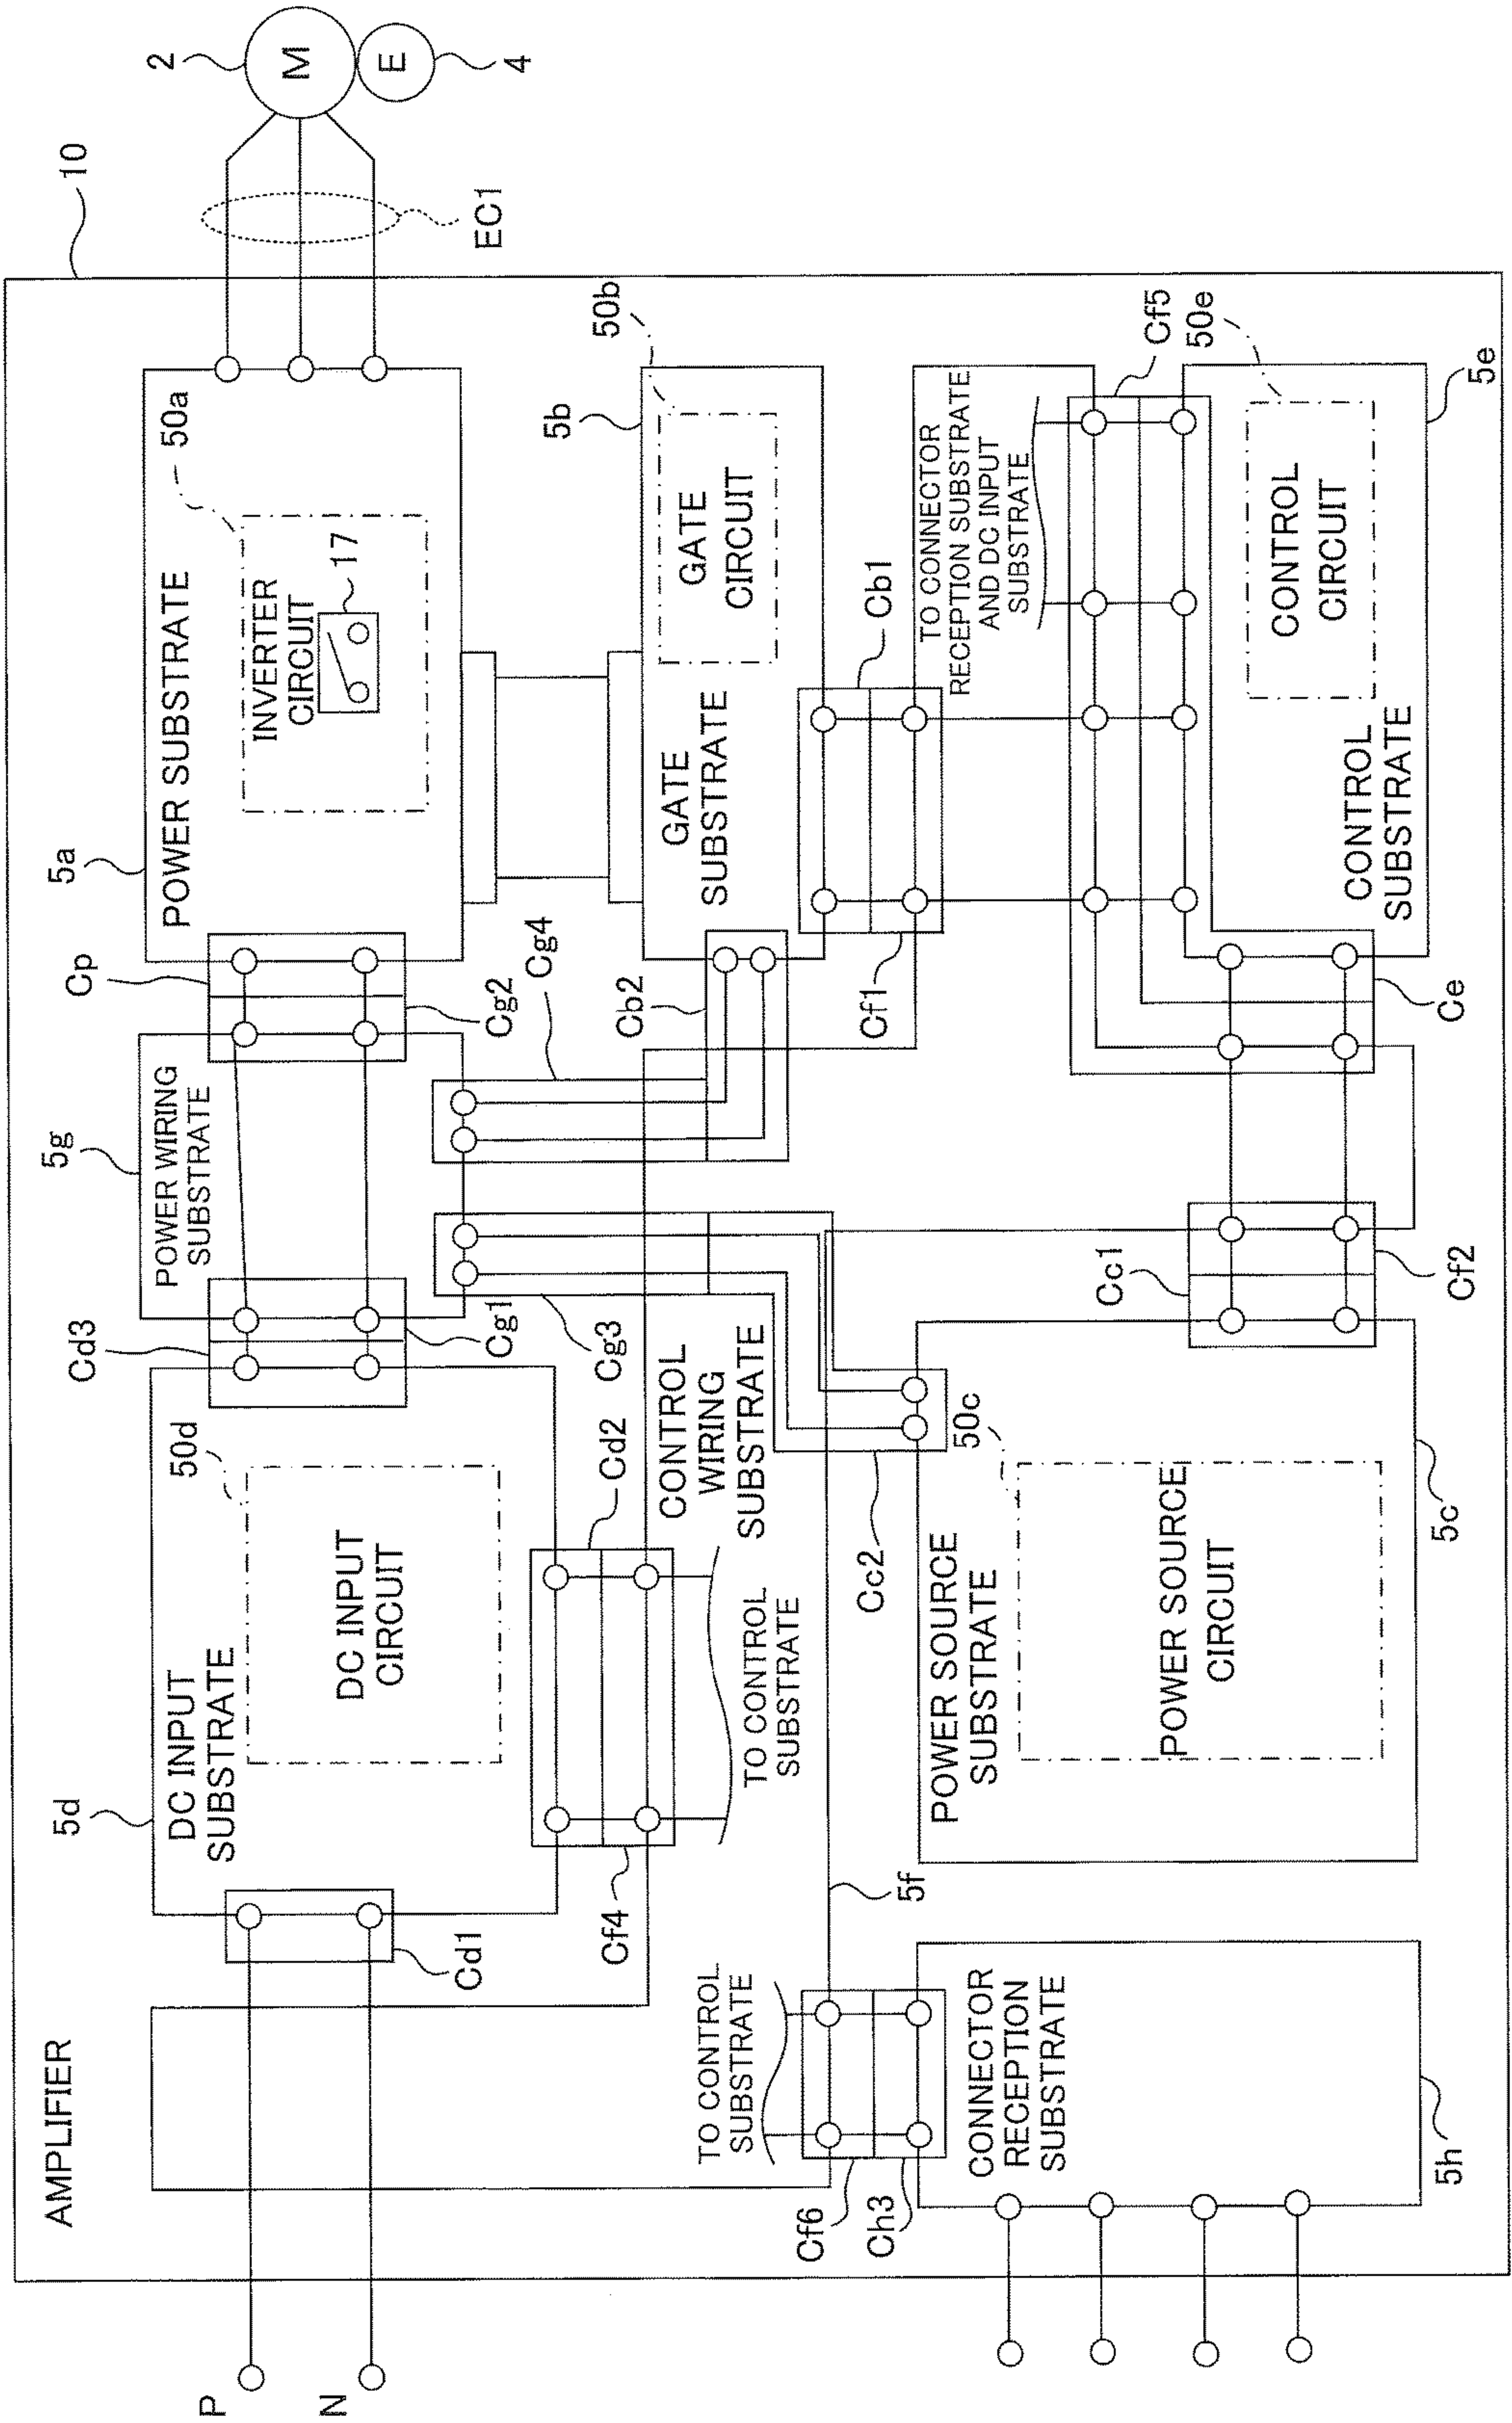 AMPLIFIER
10
P
N
Cd1
5d
DC INPUT
SUBSTRATE
50d
DC INPUT
CIRCUIT
Cd3
Cg1
5g
POWER WIRING
SUBSTRATE
Cp
Cg2
5a
POWER SUBSTRATE
50a
INVERTER
CIRCUIT
17
EC1
2
M
E
4
Cf4
Cd2
TO CONTROL
SUBSTRATE
CONTROL
WIRING
SUBSTRATE
Cg3
Cg4
Cb2
GATE
SUBSTRATE
5b
50b
GATE
CIRCUIT
Cb1
Cf1
TO CONNECTOR
RECEPTION SUBSTRATE
AND DC INPUT
SUBSTRATE
Cf5
50e
CONTROL
CIRCUIT
5e
CONTROL
SUBSTRATE
Ce
TO CONTROL
SUBSTRATE
5f
Cf6
Ch3
CONNECTOR
RECEPTION
SUBSTRATE
5h
Cc2
50c
POWER SOURCE
SUBSTRATE
POWER SOURCE
CIRCUIT
5c
Cc1
Cf2